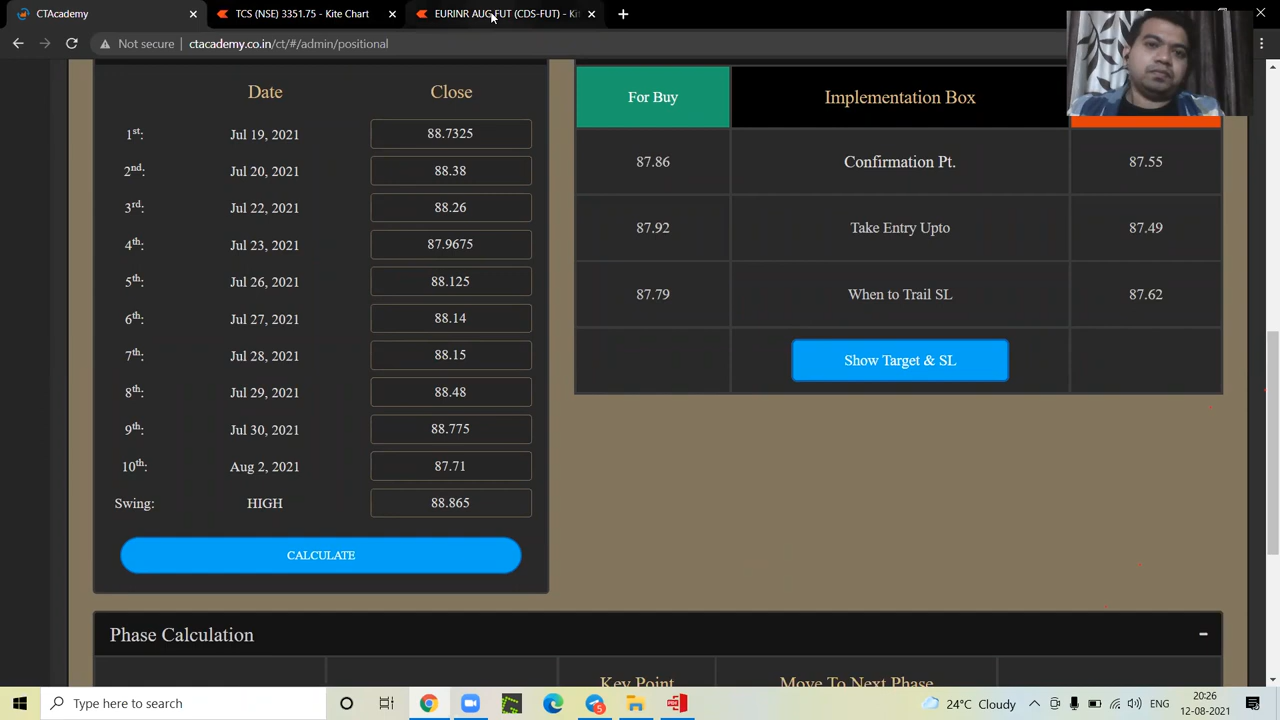 CTAcademy
TCS (NSE) 3351.75 - Kite Chart
EURINR AUG FUT (CDS-FUT) - Ki
Not secure
ctacademy.co.in/ct/#/admin/positional
Date Close
1st: Jul 19, 2021 88.7325
2nd: Jul 20, 2021 88.38
3rd: Jul 22, 2021 88.26
4th: Jul 23, 2021 87.9675
5th: Jul 26, 2021 88.125
6th: Jul 27, 2021 88.14
7th: Jul 28, 2021 88.15
8th: Jul 29, 2021 88.48
9th: Jul 30, 2021 88.775
10th: Aug 2, 2021 87.71
Swing: HIGH 88.865
CALCULATE
For Buy Implementation Box
87.86 Confirmation Pt. 87.55
87.92 Take Entry Upto 87.49
87.79 When to Trail SL 87.62
Show Target & SL
Phase Calculation
Key Point Move To Next Phase
Type here to search
24°C Cloudy
20:26
12-08-2021